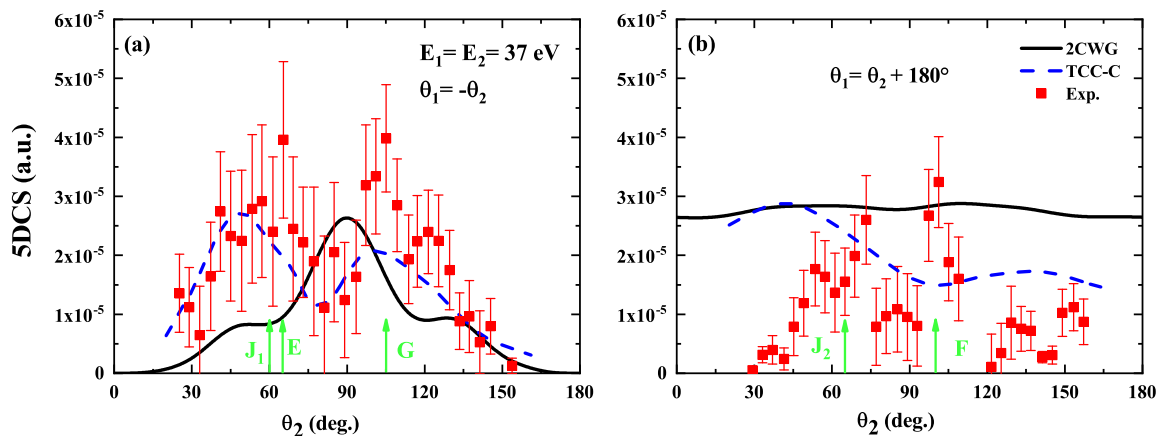 (a)
E₁= E₂= 37 eV
θ₁= -θ₂
6x10⁻⁵
5x10⁻⁵
4x10⁻⁵
3x10⁻⁵
2x10⁻⁵
1x10⁻⁵
0
5DCS (a.u.)
J₁
E
G
0 30 60 90 120 150 180
θ₂ (deg.)
(b)
θ₁= θ₂ + 180°
2CWG
TCC-C
Exp.
6x10⁻⁵
5x10⁻⁵
4x10⁻⁵
3x10⁻⁵
2x10⁻⁵
1x10⁻⁵
0
J₂
F
0 30 60 90 120 150 180
θ₂ (deg.)